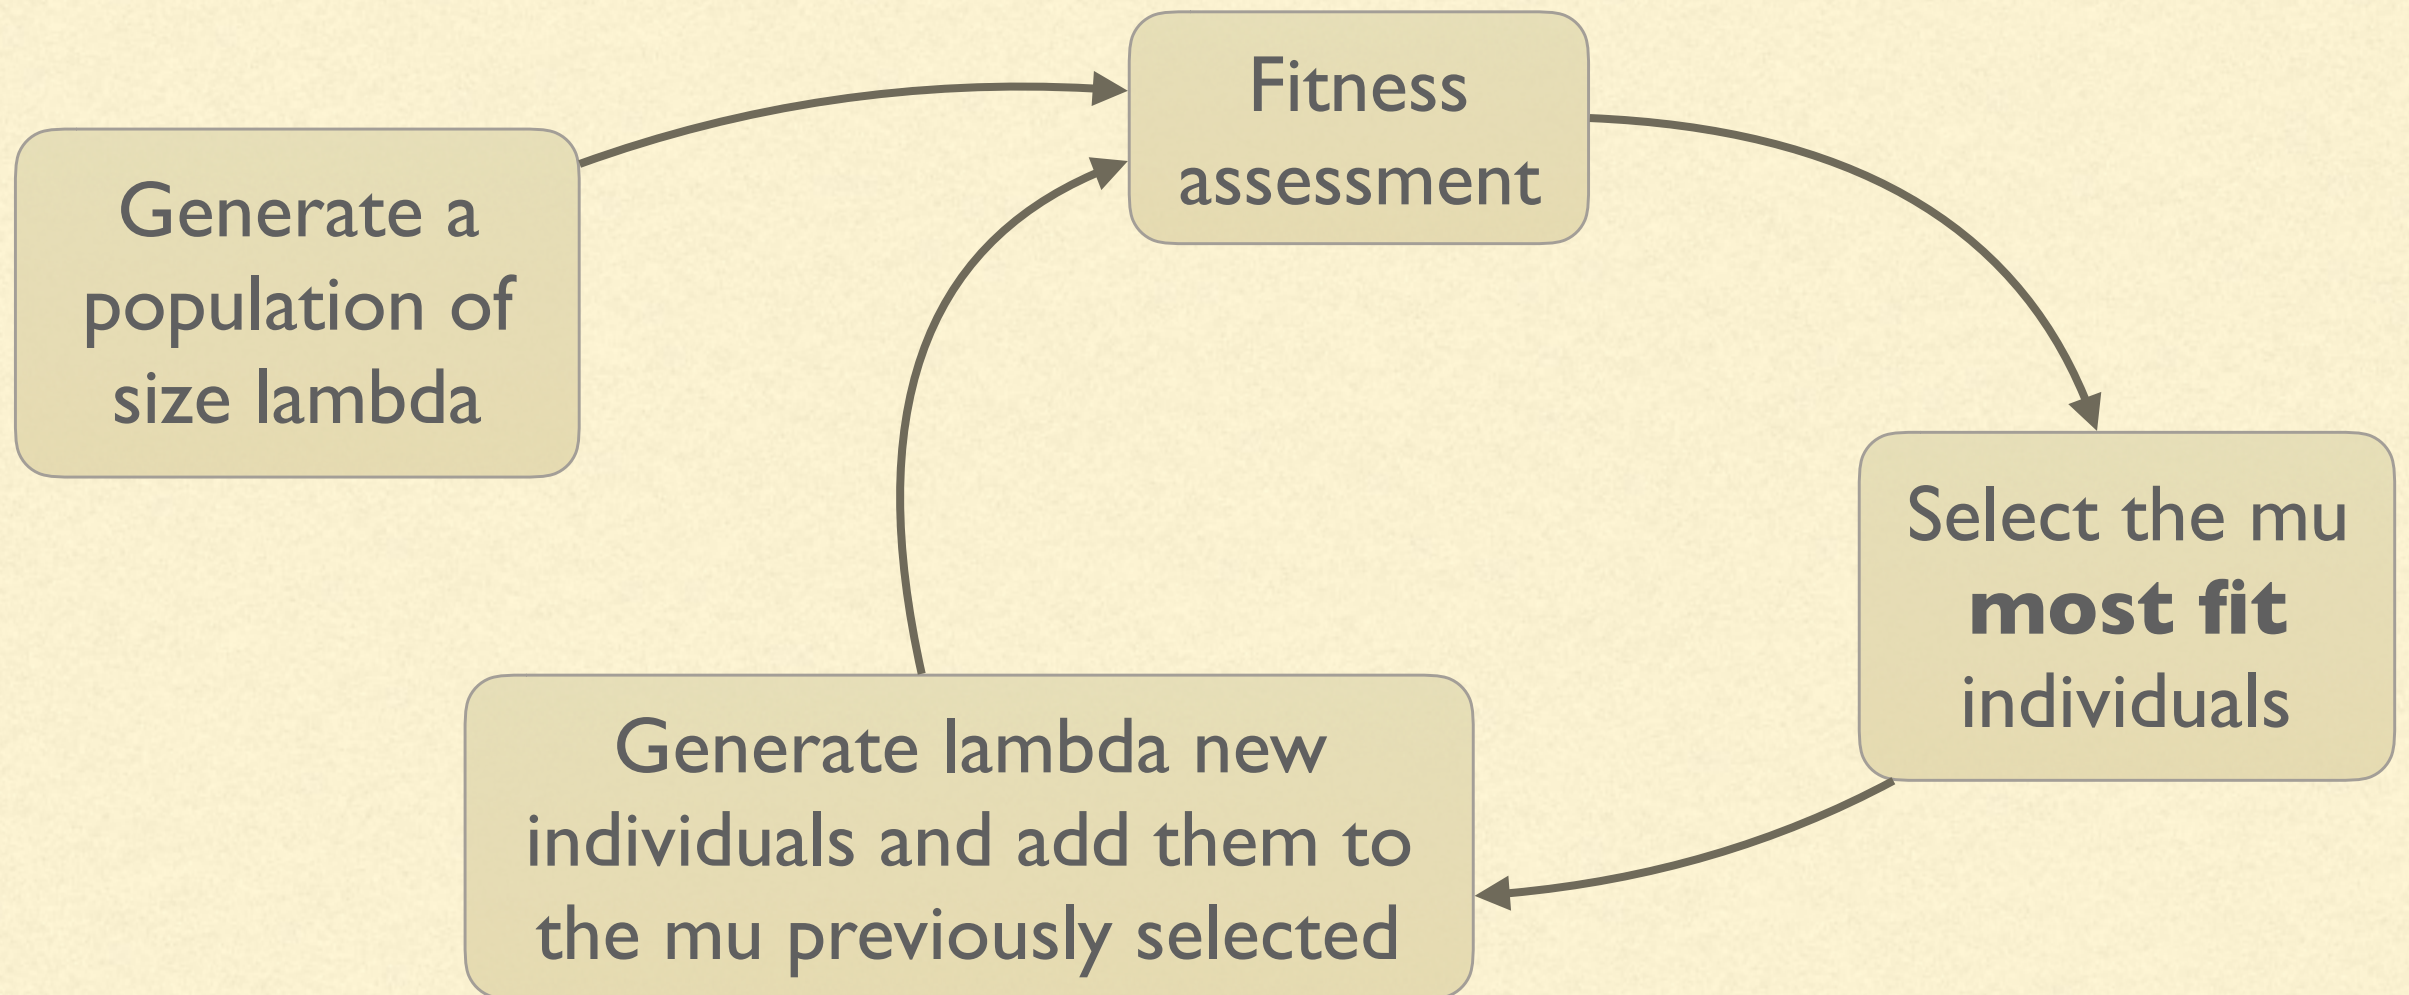 Fitness
assessment
Generate a
population of
size lambda
Select the mu
most fit
individuals
Generate lambda new
individuals and add them to
the mu previously selected